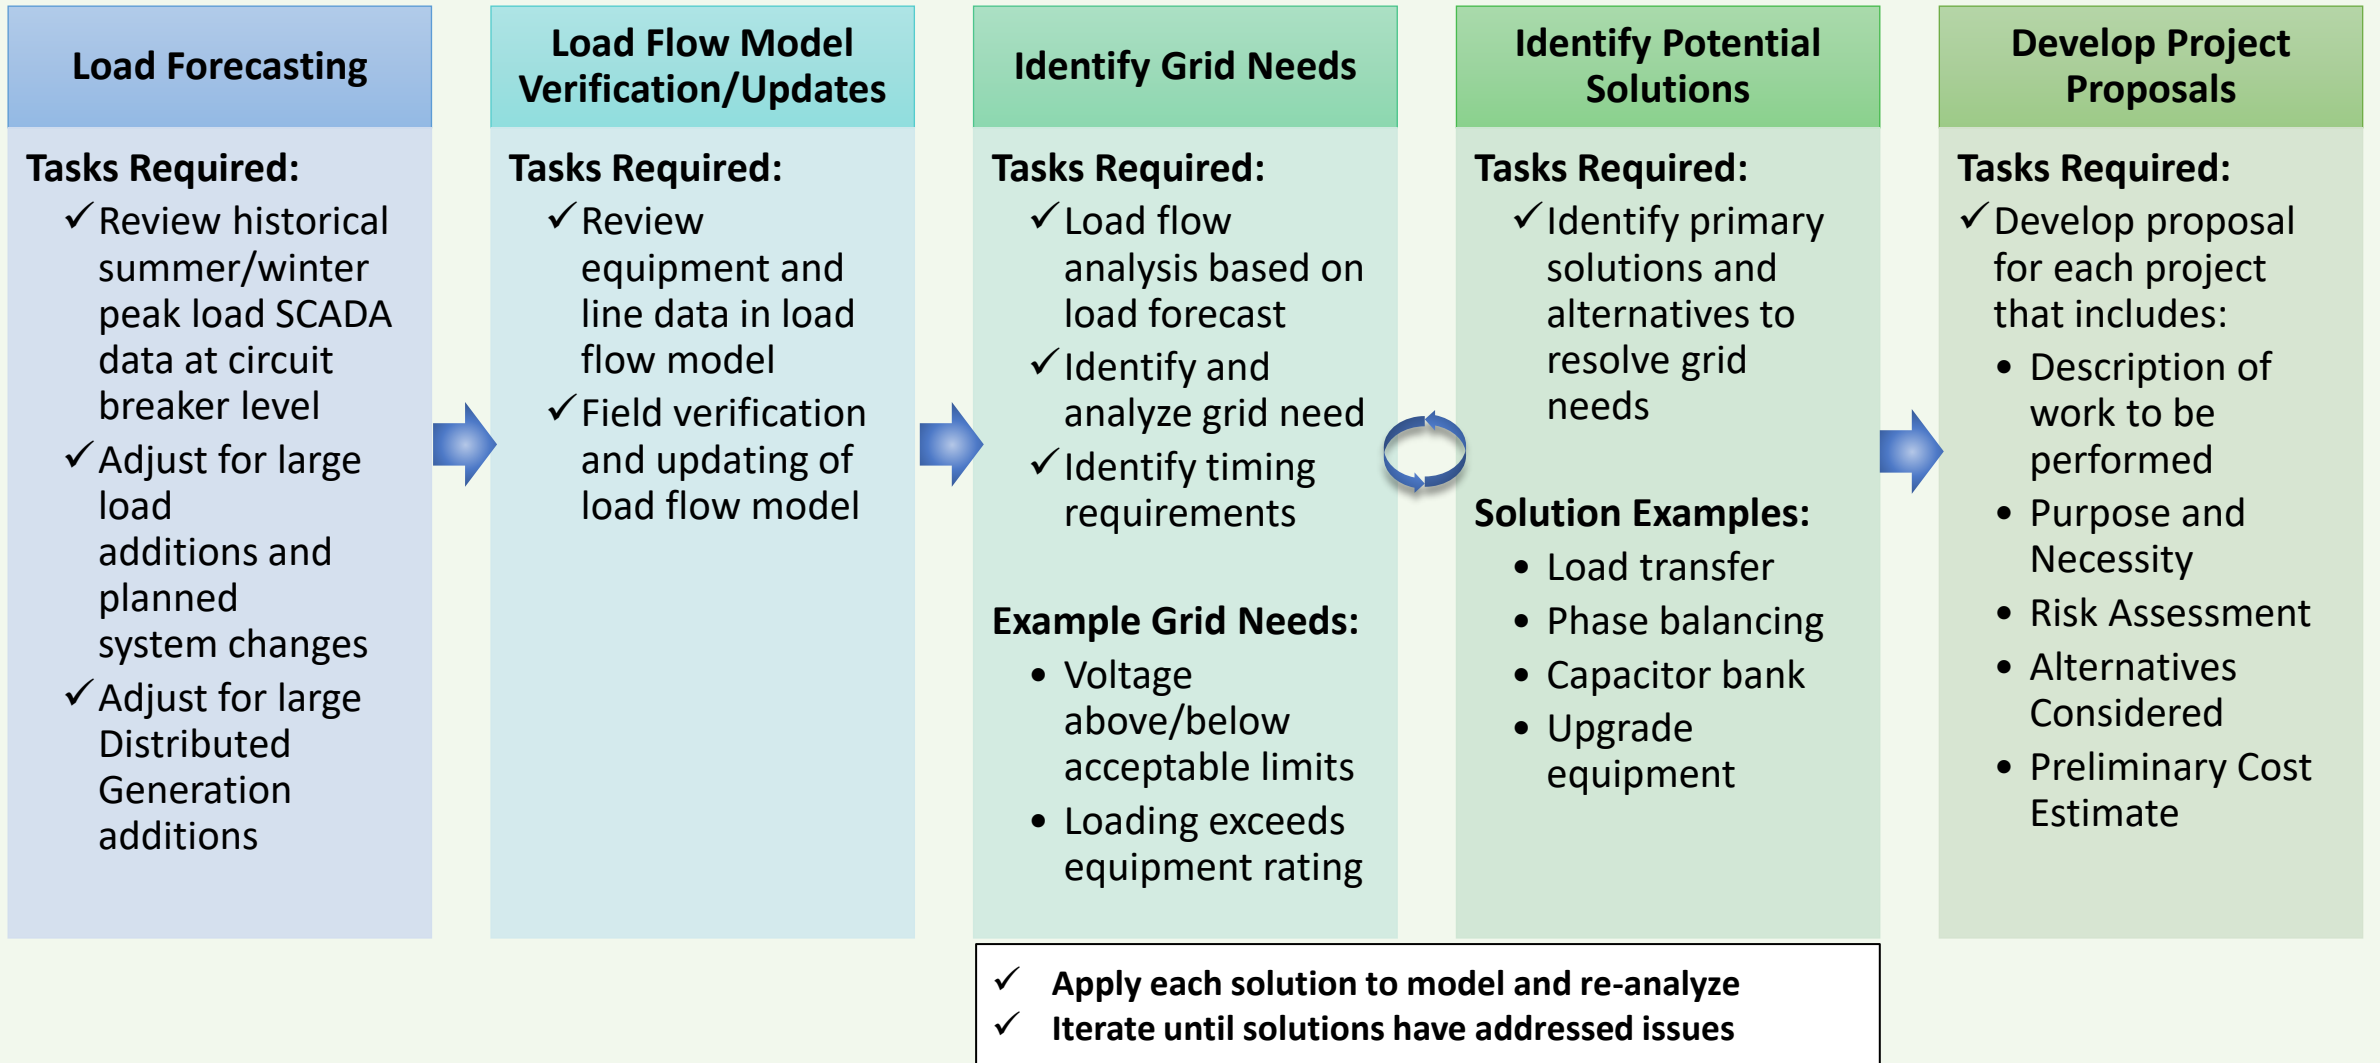 Load Forecasting
Tasks Required:
✓Review historical
summer/winter
peak load SCADA
data at circuit
breaker level
✓Adjust for large
load
additions and
planned
system changes
✓Adjust for large
Distributed
Generation
additions
Load Flow Model
Verification/Updates
Tasks Required:
✓Review
equipment and
line data in load
flow model
✓Field verification
and updating of
load flow model
Identify Grid Needs
Tasks Required:
✓Load flow
analysis based on
load forecast
✓Identify and
analyze grid need
✓Identify timing
requirements
Example Grid Needs:
• Voltage
above/below
acceptable limits
• Loading exceeds
equipment rating
Identify Potential
Solutions
Tasks Required:
✓Identify primary
solutions and
alternatives to
resolve grid
needs
Solution Examples:
• Load transfer
• Phase balancing
• Capacitor bank
• Upgrade
equipment
✓ Apply each solution to model and re-analyze
✓ Iterate until solutions have addressed issues
Develop Project
Proposals
Tasks Required:
✓Develop proposal
for each project
that includes:
• Description of
work to be
performed
• Purpose and
Necessity
• Risk Assessment
• Alternatives
Considered
• Preliminary Cost
Estimate